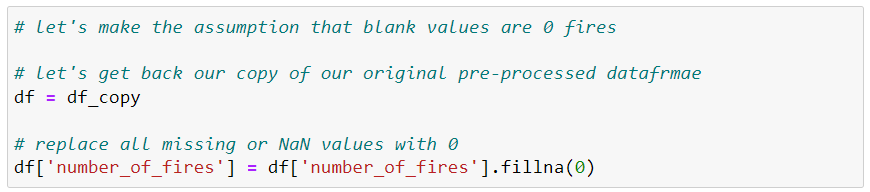 # let's make the assumption that blank values are 0 fires
# let's get back our copy of our original pre-processed datafrmae
df = df_copy
# replace all missing or NaN values with 0
df['number_of_fires'] = df['number_of_fires'].fillna(0)